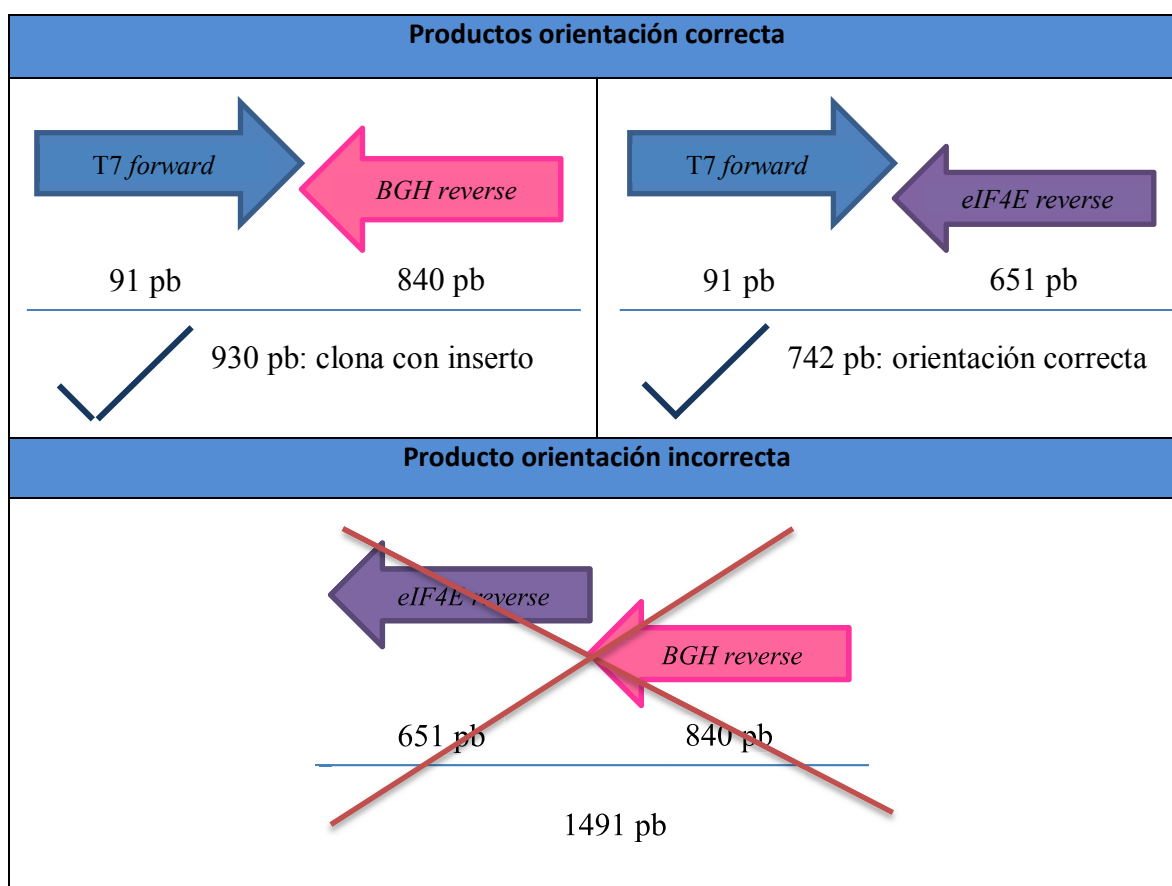 Productos orientación correcta
T7 forward
BGH reverse
91 pb 840 pb
930 pb: clona con inserto
T7 forward
eIF4E reverse
91 pb 651 pb
742 pb: orientación correcta
Producto orientación incorrecta
eIF4E reverse
BGH reverse
651 pb 840 pb
1491 pb